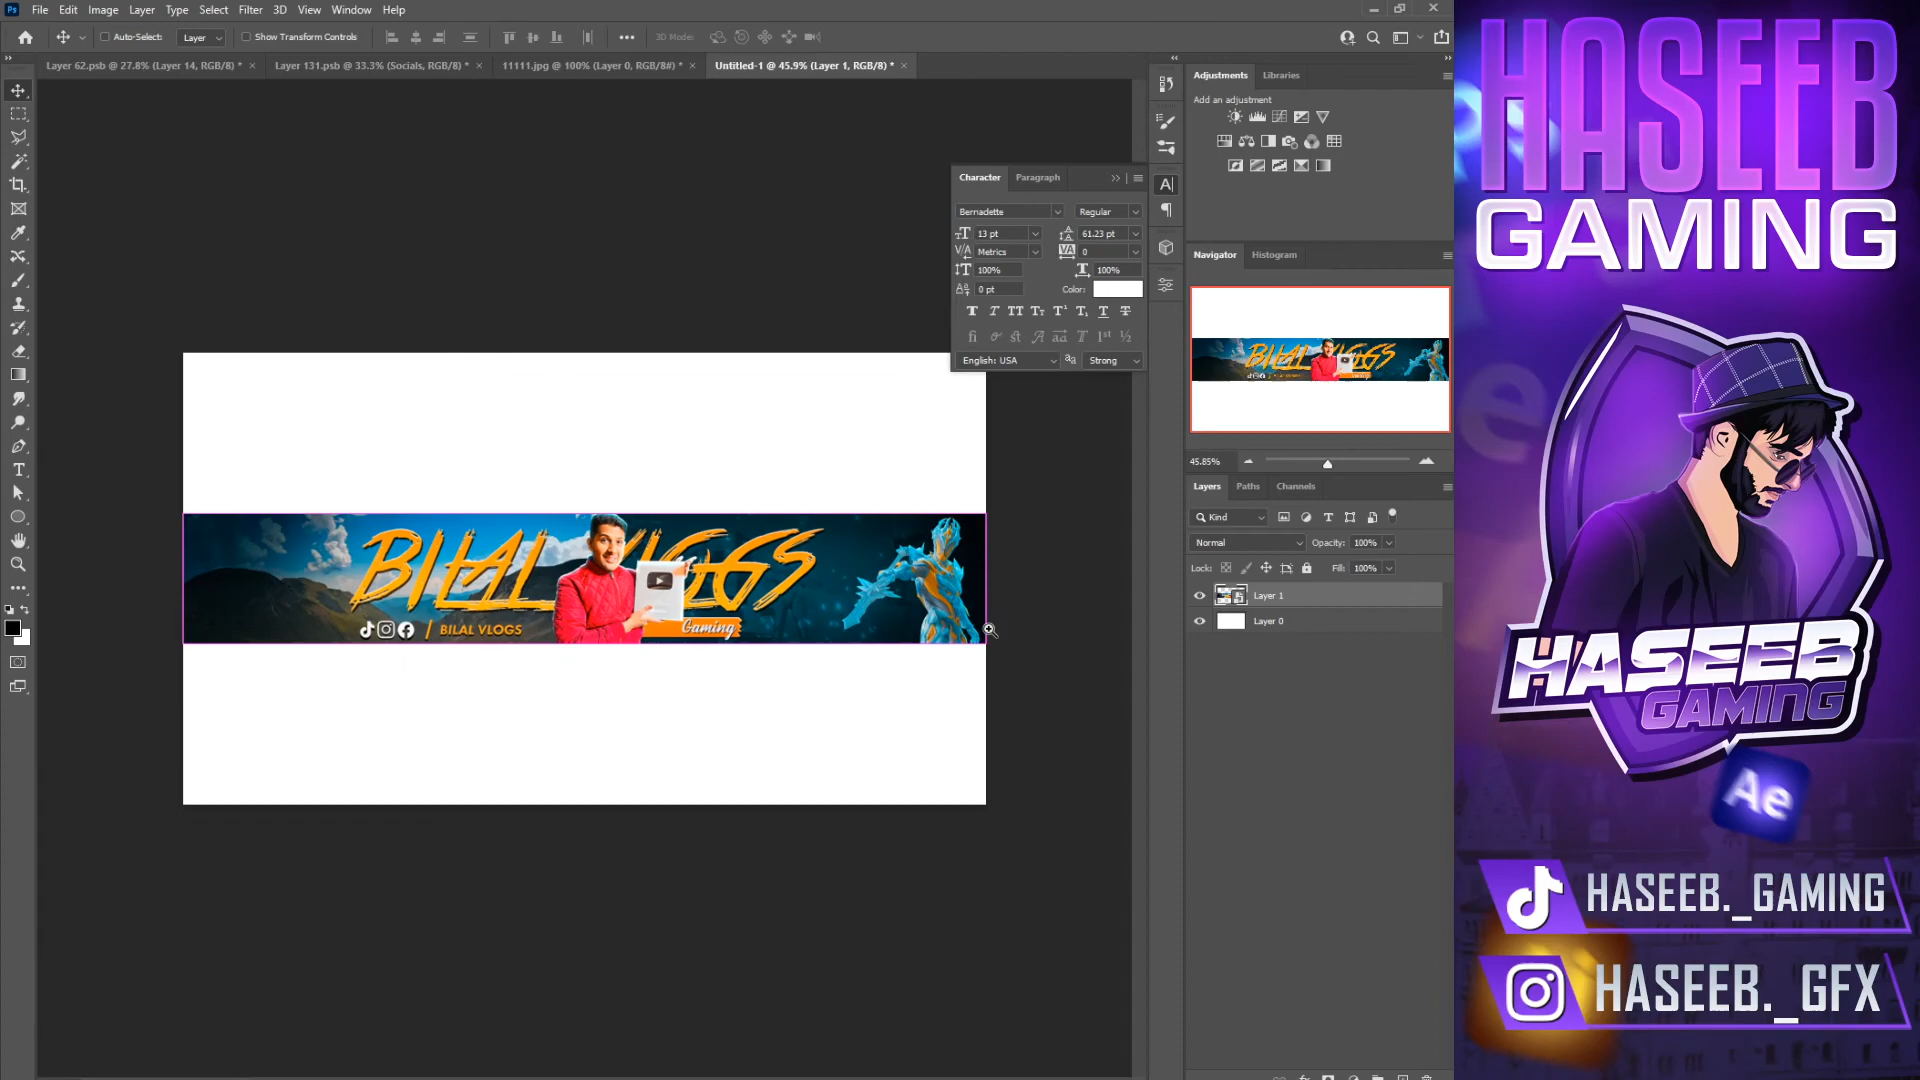 Ps File Edit Image Layer Type Select Filter 3D View Window Help
Auto-Select: Layer Show Transform Controls 3D Mode:
Layer 62.psb @ 27.8% (Layer 14, RGB/8) * × Layer 131.psb @ 33.3% (Socials, RGB/8) * × 11111.jpg @ 100% (Layer 0, RGB/8#) * × Untitled-1 @ 45.9% (Layer 1, RGB/8) * ×
Adjustments Libraries
Add an adjustment
Character Paragraph
Bernadette Regular
13 pt 61.23 pt
Metrics 0
100% 100%
0 pt Color:
English: USA Strong
Navigator Histogram
45.85%
Layers Paths Channels
Kind
Normal Opacity: 100%
Lock: Fill: 100%
Layer 1
Layer 0
BILAL VLOGS
Gaming
BILAL VLOGS
HASEEB
GAMING
HASEEB
GAMING
Ae
HASEEB._GAMING
HASEEB._GFX